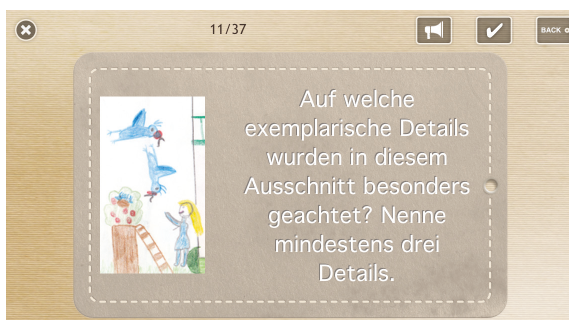 11/37
BACK
Auf welche
exemplarische Details
wurden in diesem
Ausschnitt besonders
geachtet? Nenne
mindestens drei
Details.